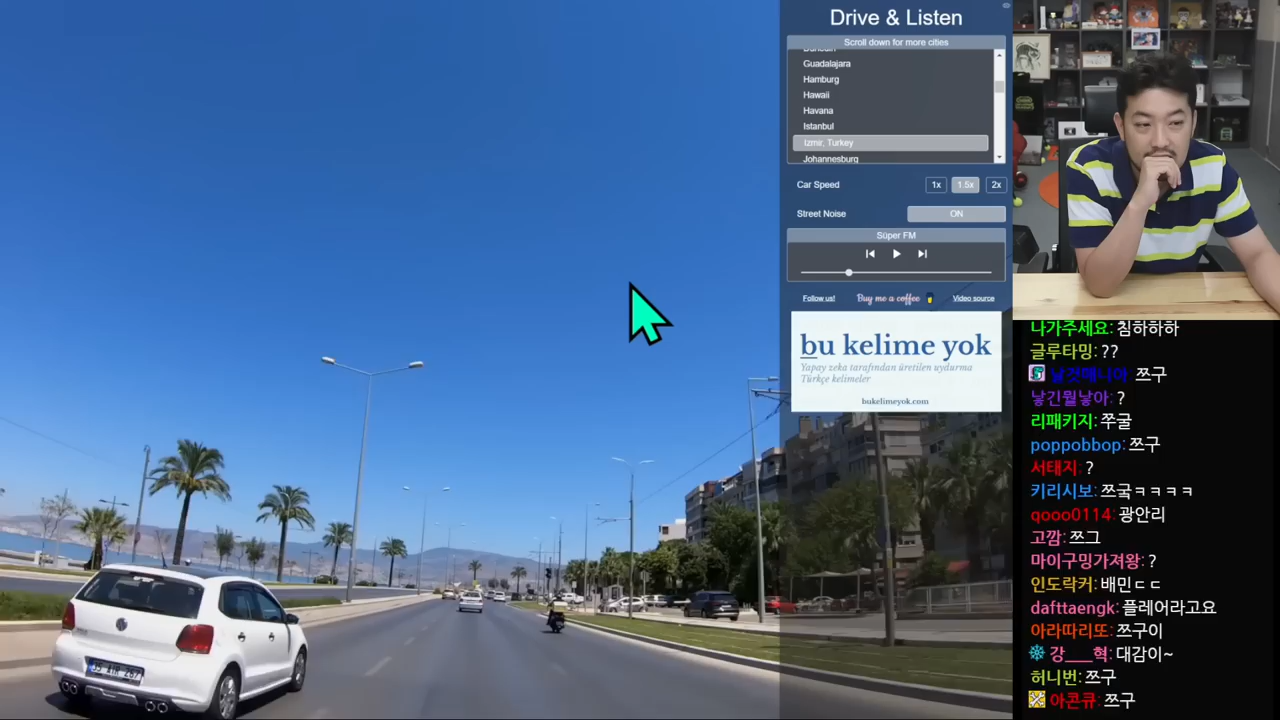 Drive & Listen
Scroll down for more cities
Guadalajara
Hamburg
Hawaii
Havana
Istanbul
Izmir, Turkey
Johannesburg
Car Speed
1x
1.5x
2x
Street Noise
ON
Süper FM
Follow us!
Buy me a coffee
Video source
bu kelime yok
Yapay zeka tarafından üretilen uydurma
Türkçe kelimeler
bukelimeyok.com
나가주세요: 침하하하
글루타밍: ??
날것매니아: 쯔구
낳긴뭘낳아: ?
리패키지: 쭈굴
poppobbop: 쯔구
서태지: ?
키리시보: 쯔궄ㅋㅋㅋㅋ
qooo0114: 광안리
고깜: 쯔그
마이구밍가져왕: ?
인도락커: 배민ㄷㄷ
dafttaengk: 플레어라고요
아라따리또: 쯔구이
강___혁: 대감이~
허니번: 쯔구
아콘큐: 쯔구